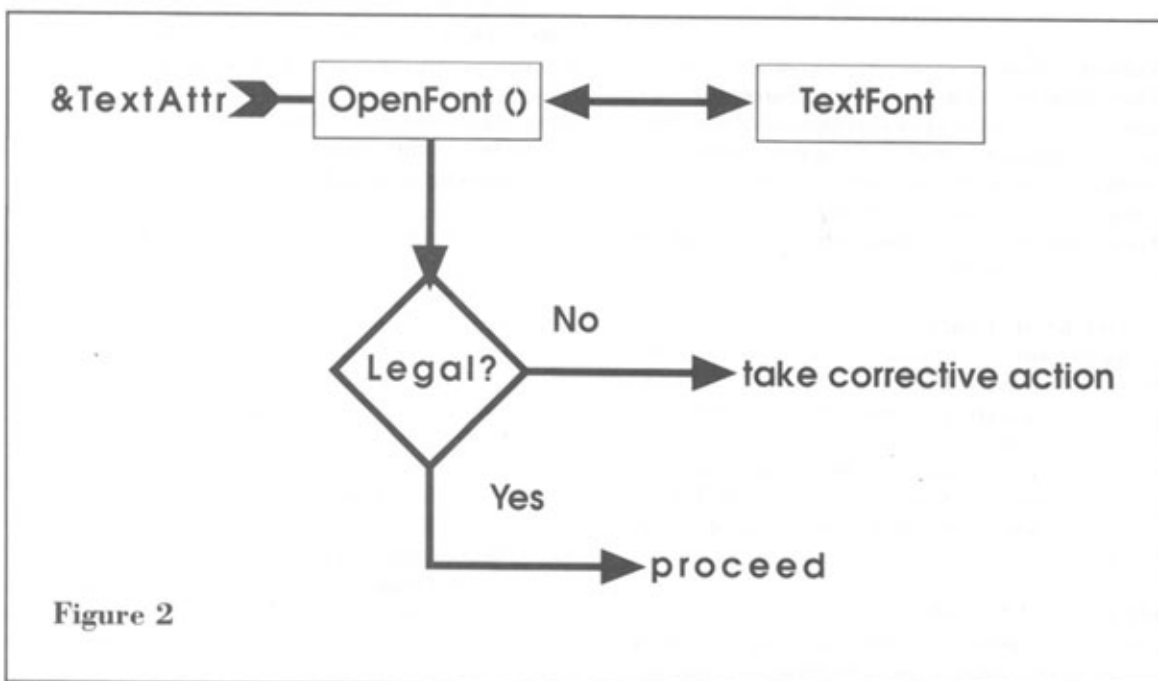 &TextAttr
OpenFont ()
TextFont
Legal?
No
take corrective action
Yes
proceed
Figure 2